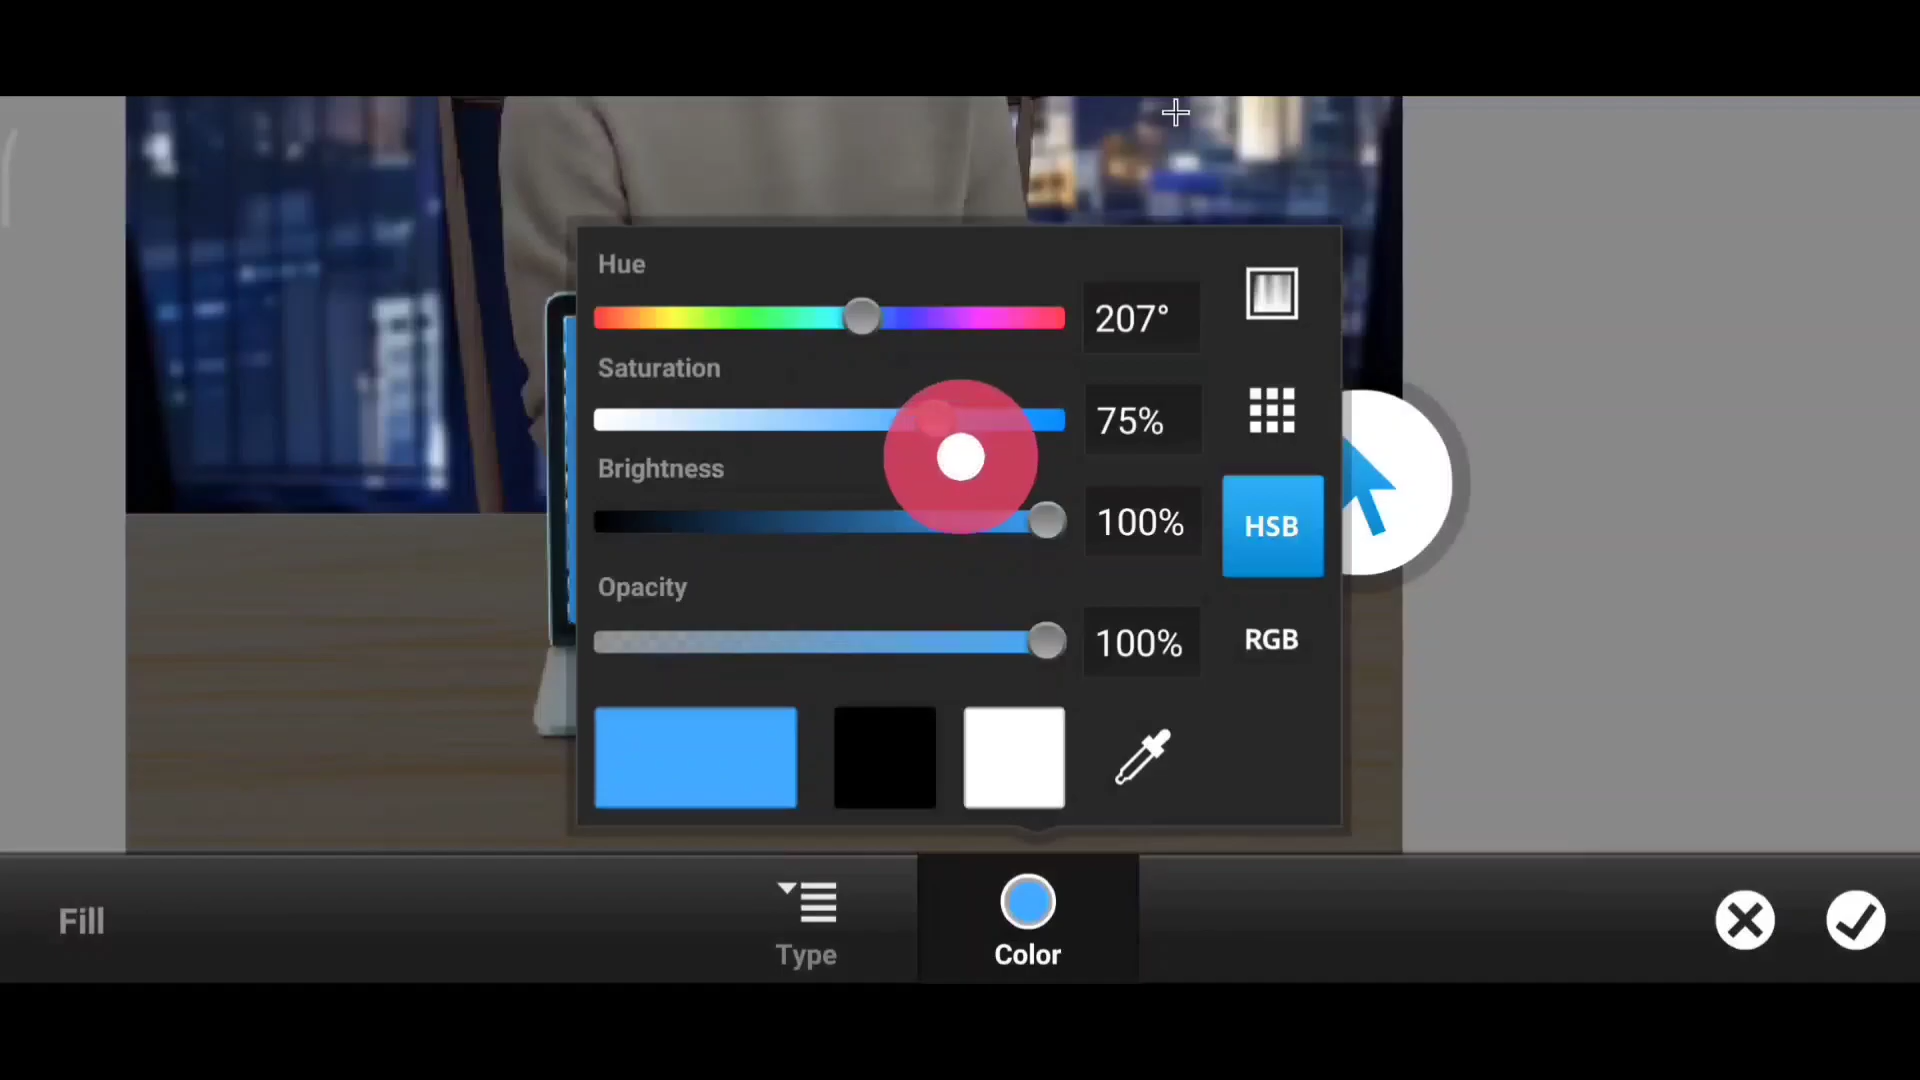 Hue
207°
Saturation
75%
Brightness
100%
HSB
Opacity
100%
RGB
Fill
Type
Color